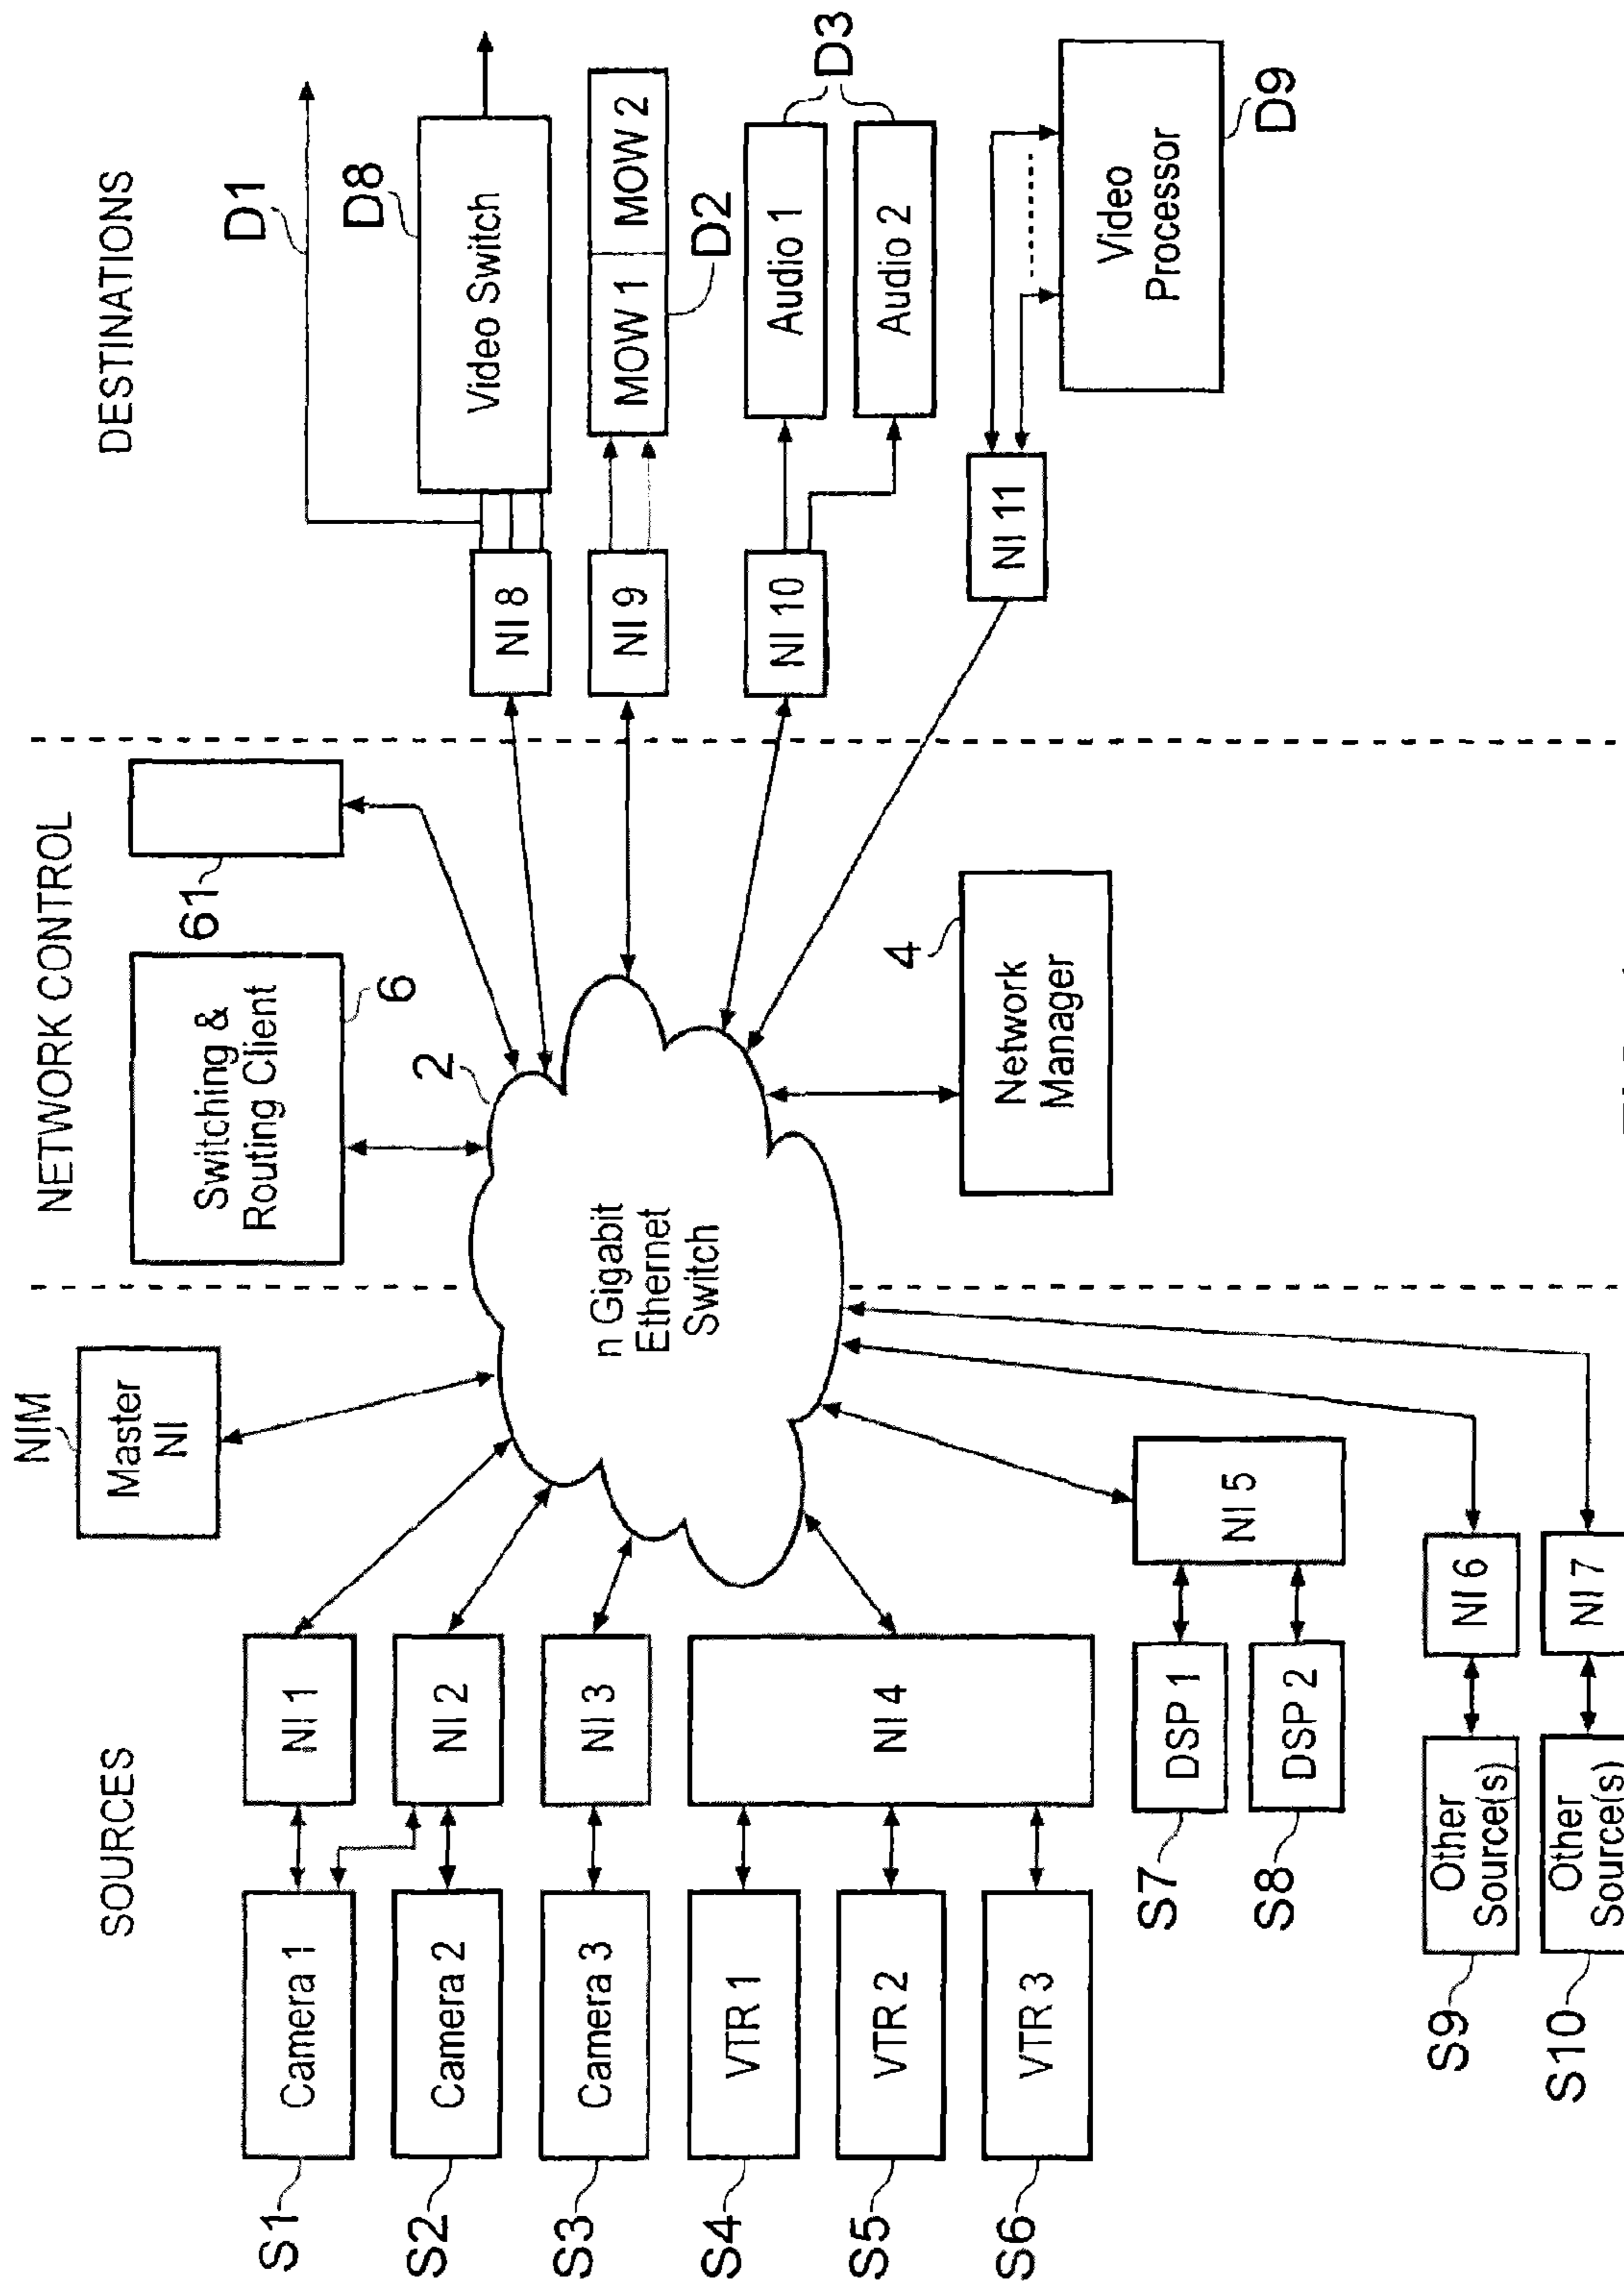 SOURCES
NETWORK CONTROL
DESTINATIONS
NIM
Master
NI
Switching &
Routing Client
6
61
2
n Gigabit
Ethernet
Switch
4
Network
Manager
S1
Camera 1
NI 1
S2
Camera 2
NI 2
S3
Camera 3
NI 3
S4
VTR 1
NI 4
S5
VTR 2
S6
VTR 3
S7
DSP 1
NI 5
S8
DSP 2
S9
Other
Source(s)
NI 6
S10
Other
Source(s)
NI 7
D1
NI 8
Video Switch
D8
NI 9
MOW 1
MOW 2
D2
NI 10
Audio 1
Audio 2
D3
NI 11
Video
Processor
D9